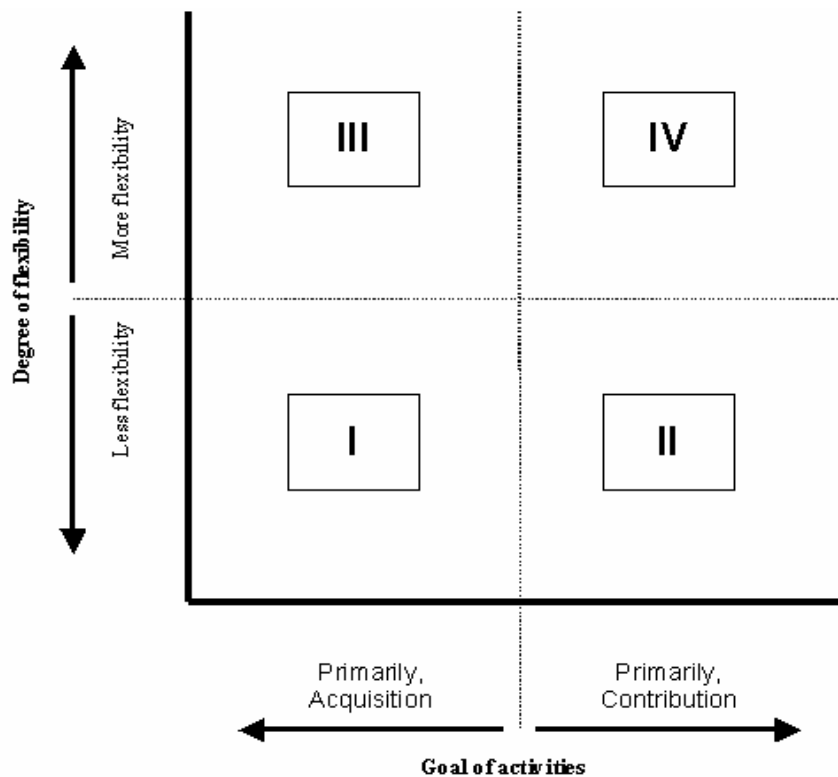 III
IV
More flexibility
Degree of flexibility
Less flexibility
I
II
Primarily,
Acquisition
Primarily,
Contribution
Goal of activities